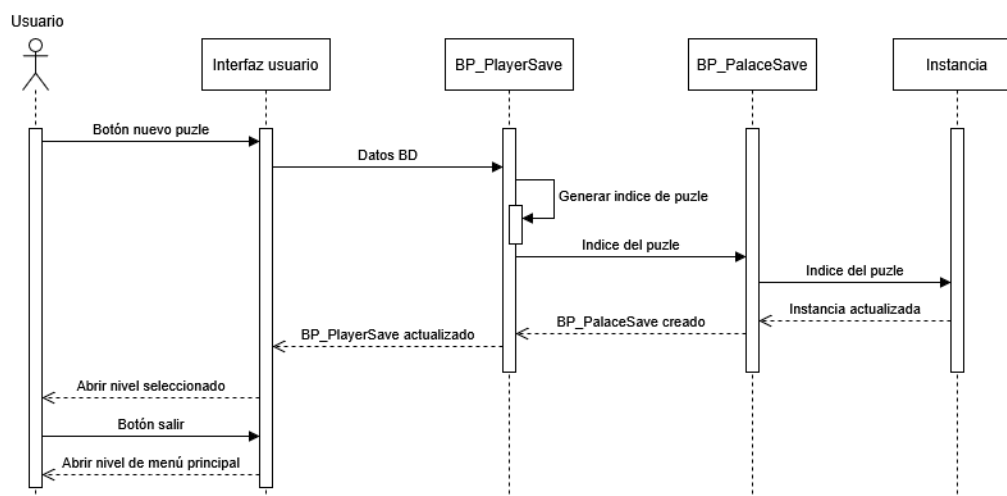 Usuario
Interfaz usuario
BP_PlayerSave
BP_PalaceSave
Instancia
Botón nuevo puzle
Datos BD
Generar indice de puzle
Indice del puzle
Indice del puzle
Instancia actualizada
BP_PalaceSave creado
BP_PlayerSave actualizado
Abrir nivel seleccionado
Botón salir
Abrir nivel de menú principal